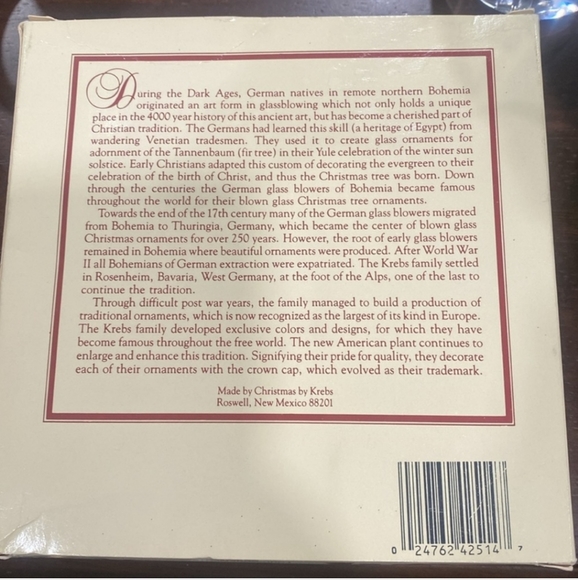 During the Dark Ages, German natives in remote northern Bohemia
originated an art form in glassblowing which not only holds a unique
place in the 4000 year history of this ancient art, but has become a cherished part of
Christian tradition. The Germans had learned this skill (a heritage of Egypt) from
wandering Venetian tradesmen. They used it to create glass ornaments for
adornment of the Tannenbaum (fir tree) in their Yule celebration of the winter sun
solstice. Early Christians adapted this custom of decorating the evergreen to their
celebration of the birth of Christ, and thus the Christmas tree was born. Down
through the centuries the German glass blowers of Bohemia became famous
throughout the world for their blown glass Christmas tree ornaments.
Towards the end of the 17th century many of the German glass blowers migrated
from Bohemia to Thuringia, Germany, which became the center of blown glass
Christmas ornaments for over 250 years. However, the root of early glass blowers
remained in Bohemia where beautiful ornaments were produced. After World War
II all Bohemians of German extraction were expatriated. The Krebs family settled
in Rosenheim, Bavaria, West Germany, at the foot of the Alps, one of the last to
continue the tradition.
Through difficult post war years, the family managed to build a production of
traditional ornaments, which is now recognized as the largest of its kind in Europe.
The Krebs family developed exclusive colors and designs, for which they have
become famous throughout the free world. The new American plant continues to
enlarge and enhance this tradition. Signifying their pride for quality, they decorate
each of their ornaments with the crown cap, which evolved as their trademark.
Made by Christmas by Krebs
Roswell, New Mexico 88201
0 24762 42514 7